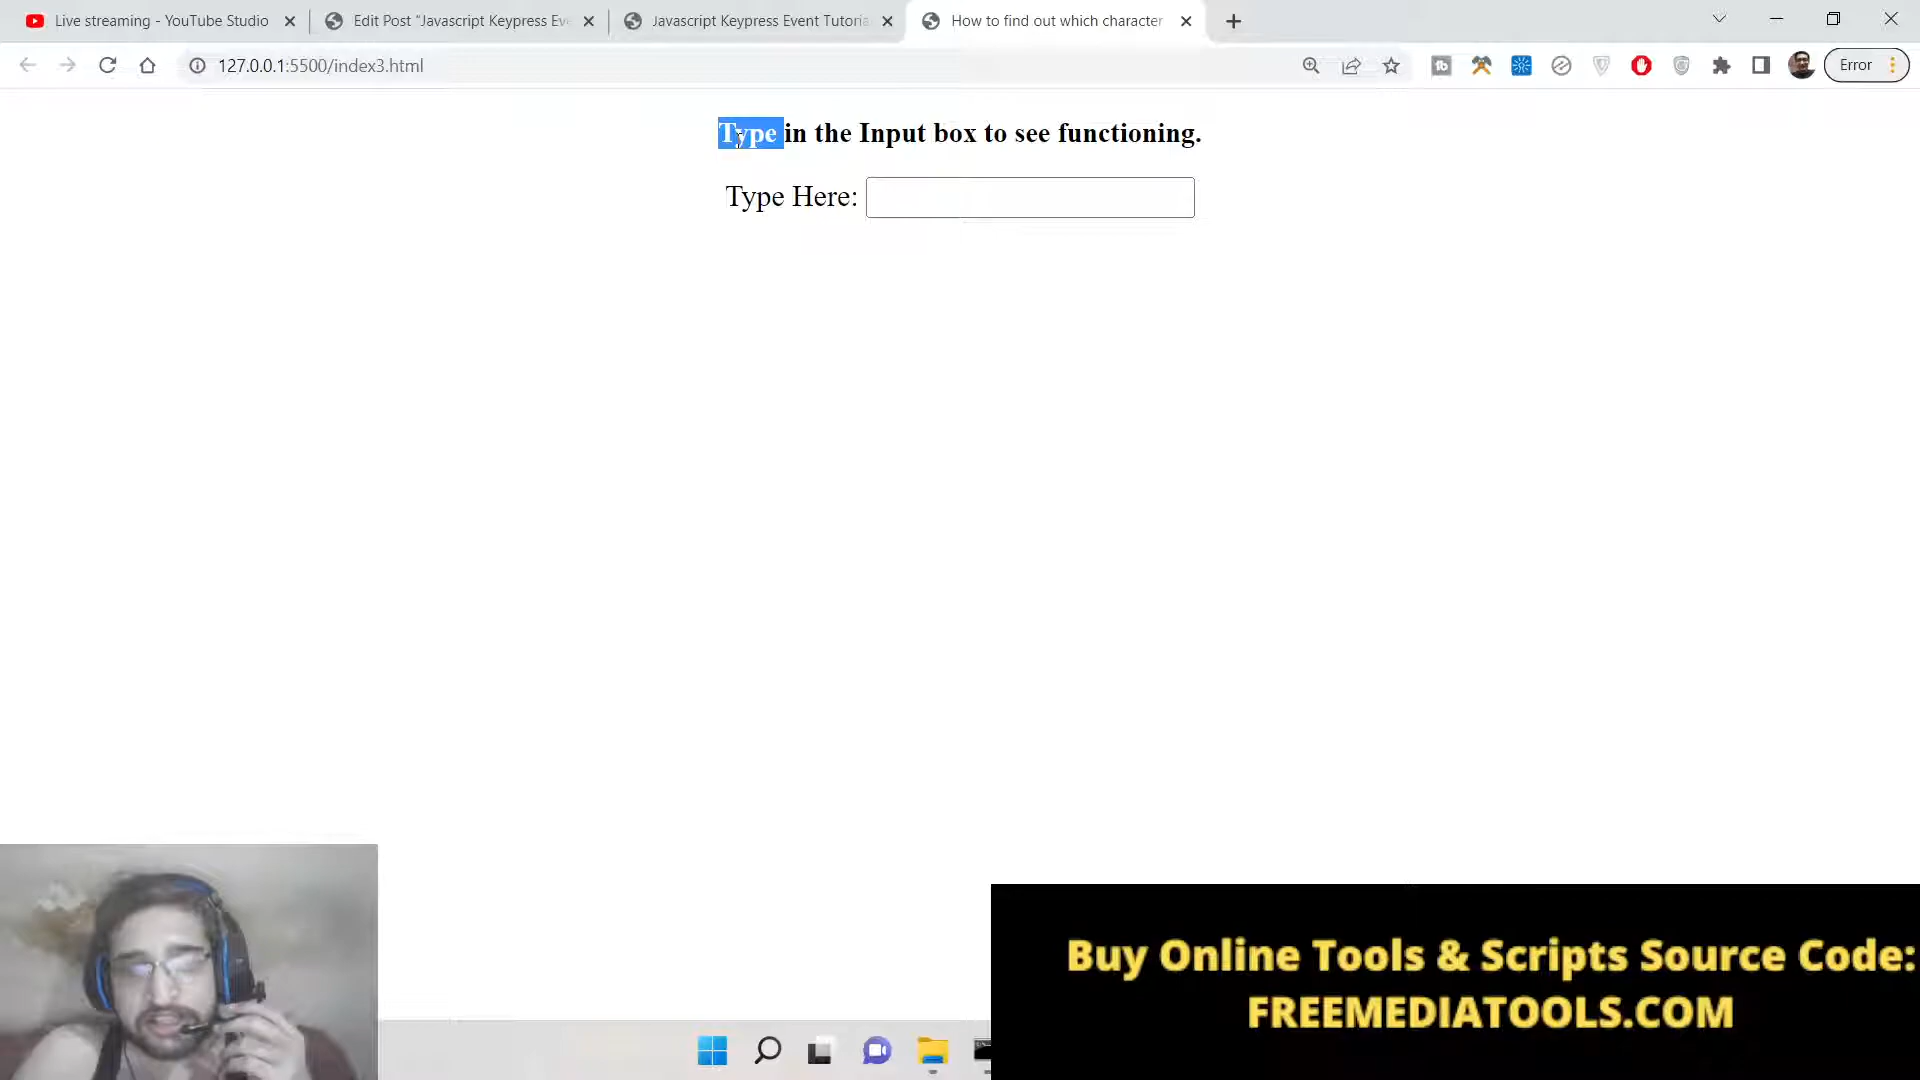 Live streaming - YouTube Studio
Edit Post "Javascript Keypress Eve
Javascript Keypress Event Tutoria
How to find out which character
127.0.0.1:5500/index3.html
Error
Type in the Input box to see functioning.
Type Here:
Buy Online Tools & Scripts Source Code:
FREEMEDIATOOLS.COM